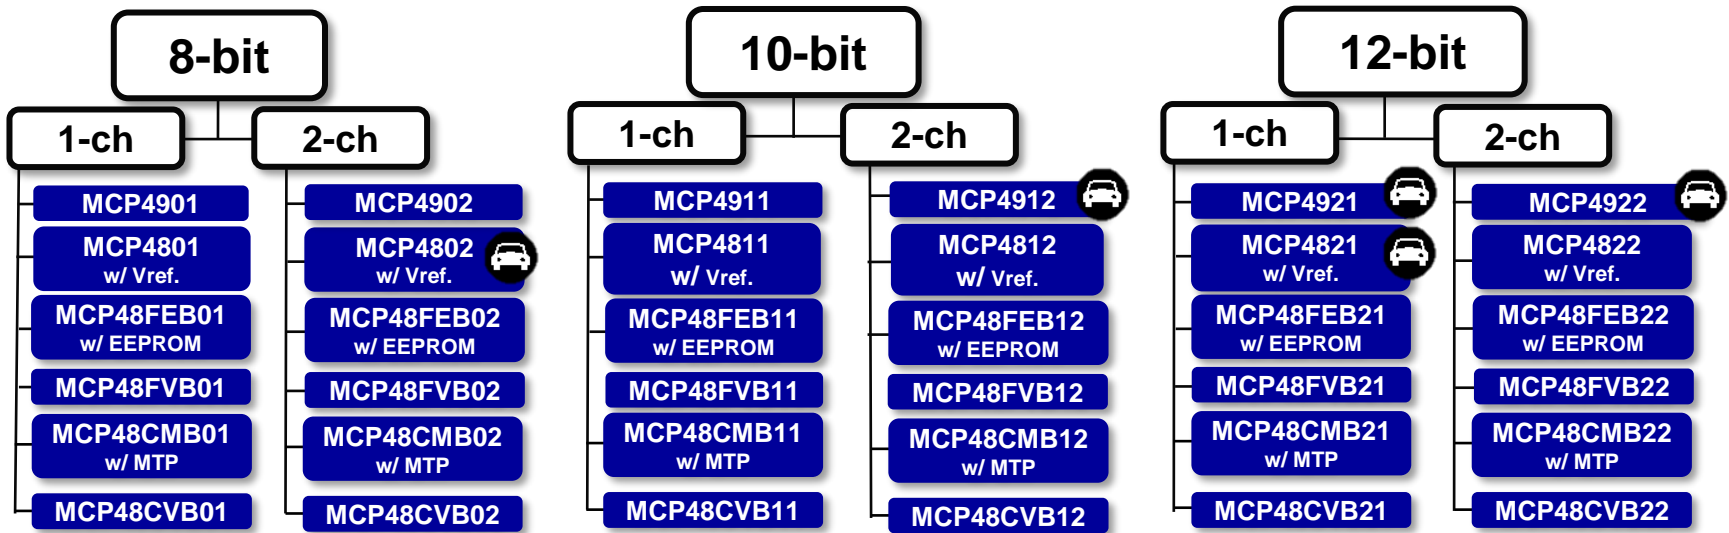 8-bit
1-ch
MCP4901
MCP4801
w/ Vref.
MCP48FEB01
w/ EEPROM
MCP48FVB01
MCP48CMB01
w/ MTP
MCP48CVB01
2-ch
MCP4902
MCP4802
w/ Vref.
MCP48FEB02
w/ EEPROM
MCP48FVB02
MCP48CMB02
w/ MTP
MCP48CVB02
10-bit
1-ch
MCP4911
MCP4811
w/ Vref.
MCP48FEB11
w/ EEPROM
MCP48FVB11
MCP48CMB11
w/ MTP
MCP48CVB11
2-ch
MCP4912
MCP4812
w/ Vref.
MCP48FEB12
w/ EEPROM
MCP48FVB12
MCP48CMB12
w/ MTP
MCP48CVB12
12-bit
1-ch
MCP4921
MCP4821
w/ Vref.
MCP48FEB21
w/ EEPROM
MCP48FVB21
MCP48CMB21
w/ MTP
MCP48CVB21
2-ch
MCP4922
MCP4822
w/ Vref.
MCP48FEB22
w/ EEPROM
MCP48FVB22
MCP48CMB22
w/ MTP
MCP48CVB22